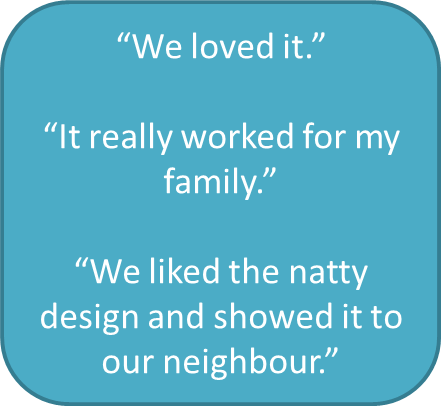 “We loved it.”
“It really worked for my
family.”
“We liked the natty
design and showed it to
our neighbour.”